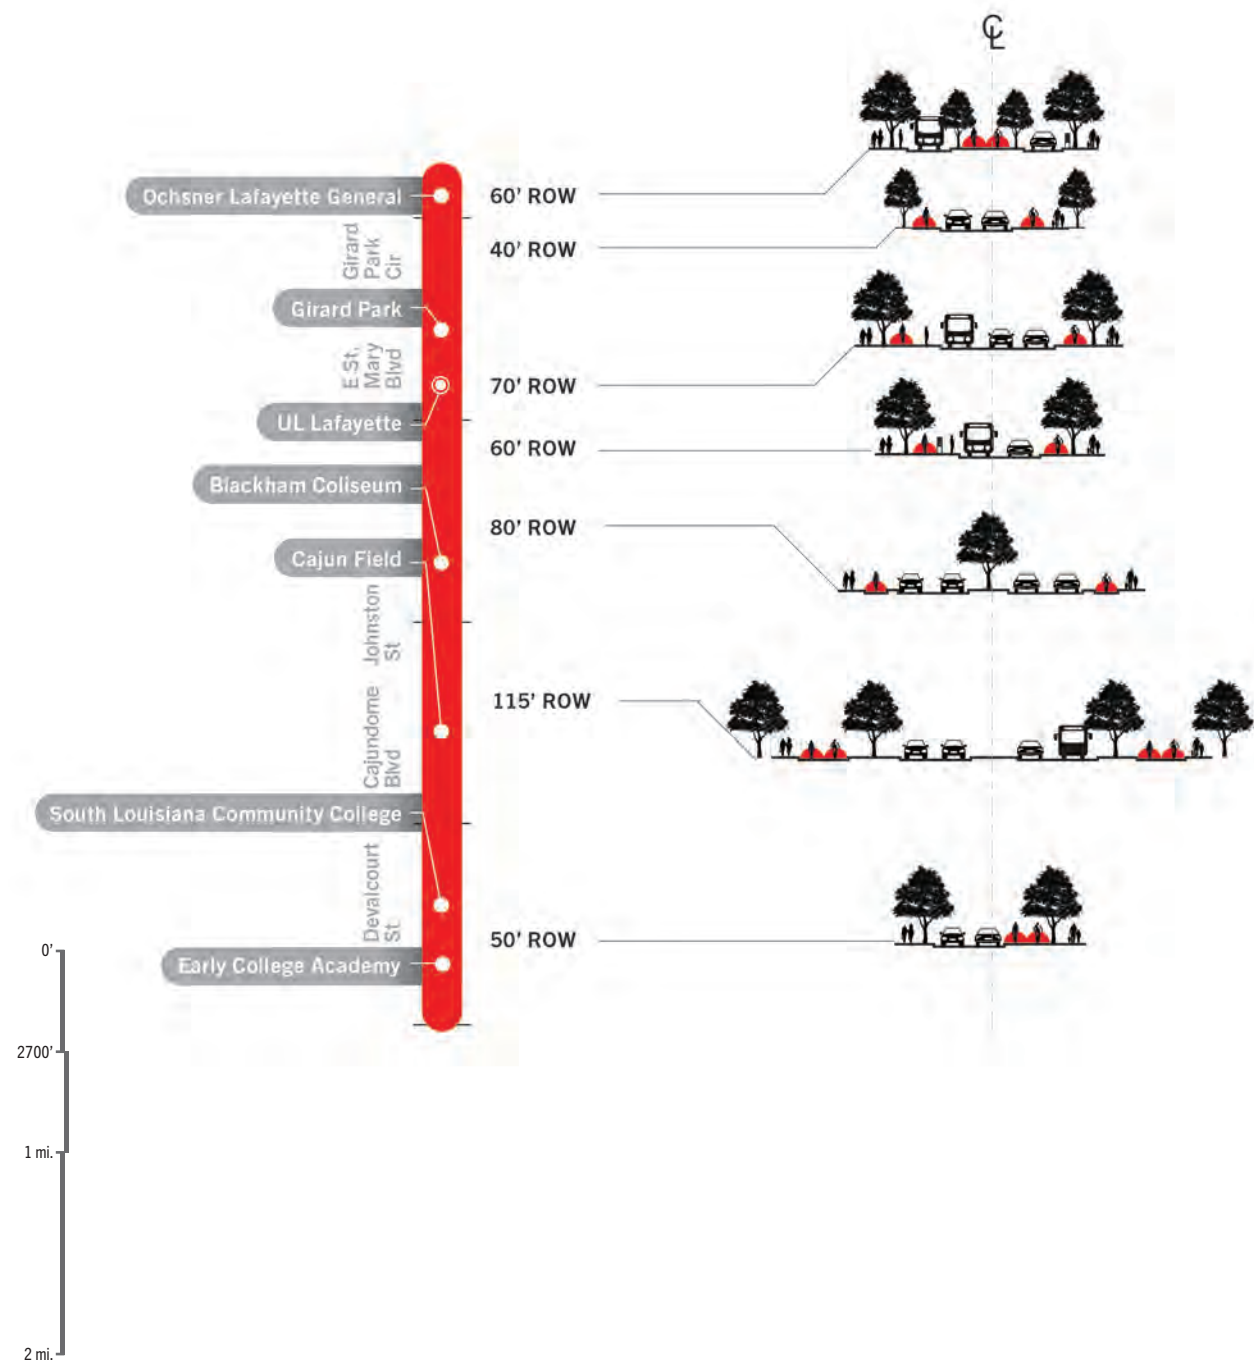 CL
Ochsner Lafayette General
60’ ROW
Girard
Park
Cir
40’ ROW
Girard Park
E St.
Mary
Blvd
70’ ROW
UL Lafayette
60’ ROW
Blackham Coliseum
80’ ROW
Cajun Field
Johnston
St
Cajundome
Blvd
115’ ROW
South Louisiana Community College
Devalcourt
St
50’ ROW
Early College Academy
0’
2700’
1 mi.
2 mi.